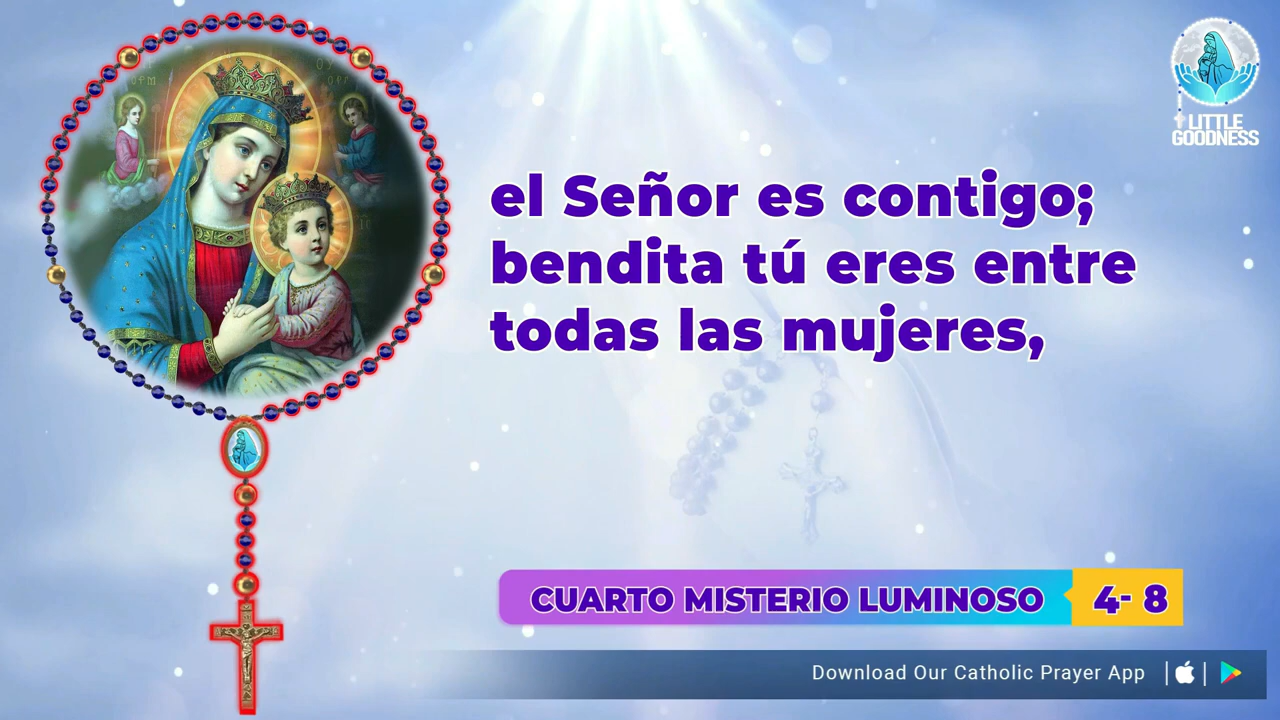 LITTLE
GOODNESS
el Señor es contigo;
bendita tú eres entre
todas las mujeres,
CUARTO MISTERIO LUMINOSO 4- 8
Download Our Catholic Prayer App